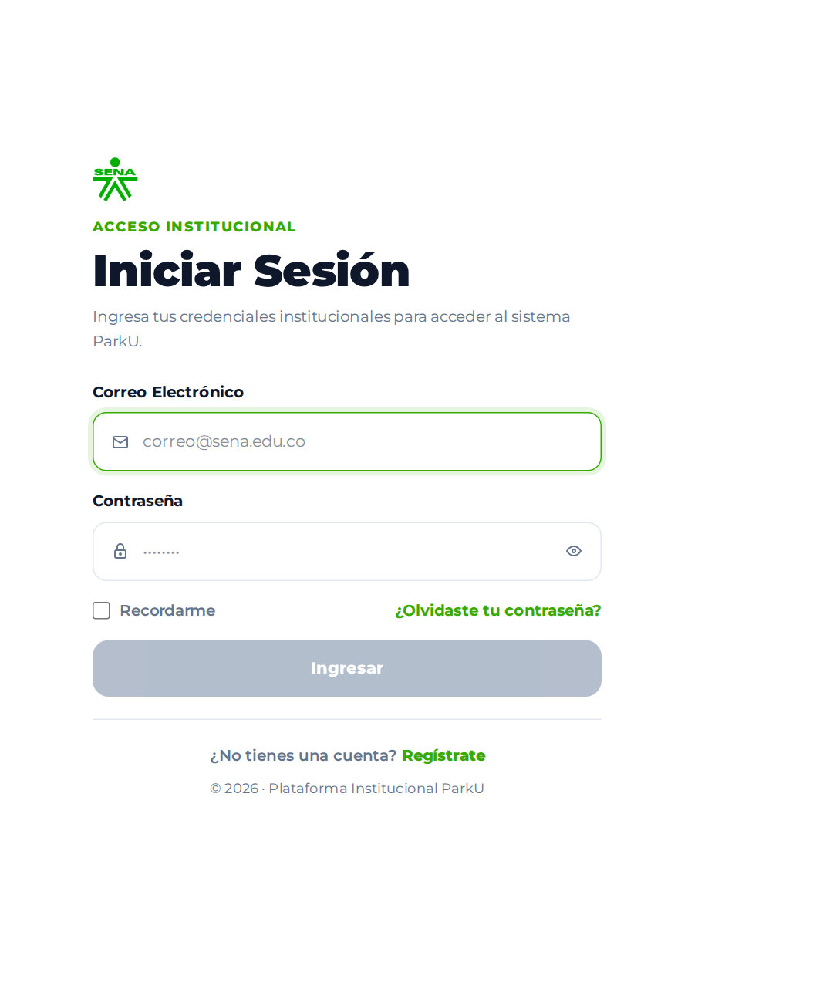 SENA
ACCESO INSTITUCIONAL
Iniciar Sesión
Ingresa tus credenciales institucionales para acceder al sistema
ParkU.
Correo Electrónico
correo@sena.edu.co
Contraseña
········
Recordarme
¿Olvidaste tu contraseña?
Ingresar
¿No tienes una cuenta? Regístrate
© 2026 · Plataforma Institucional ParkU